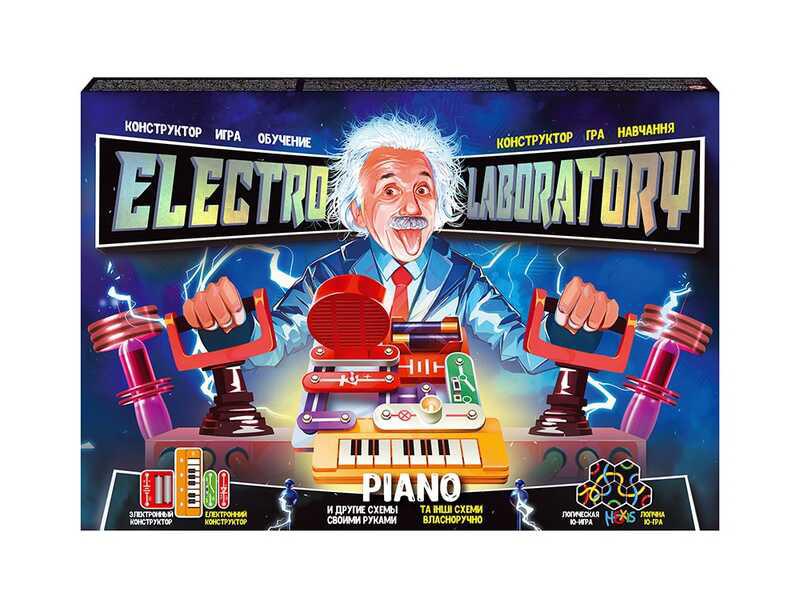 КОНСТРУКТОР ИГРА ОБУЧЕНИЕ
КОНСТРУКТОР ГРА НАВЧАННЯ
ELECTRO LABORATORY
PIANO
И ДРУГИЕ СХЕМЫ
СВОИМИ РУКАМИ
ТА ІНШІ СХЕМИ
ВЛАСНОРУЧНО
ЭЛЕКТРОННЫЙ
КОНСТРУКТОР
ЕЛЕКТРОННИЙ
КОНСТРУКТОР
ЛОГИЧЕСКАЯ
IQ-ИГРА
ЛОГІЧНА
IQ-ГРА